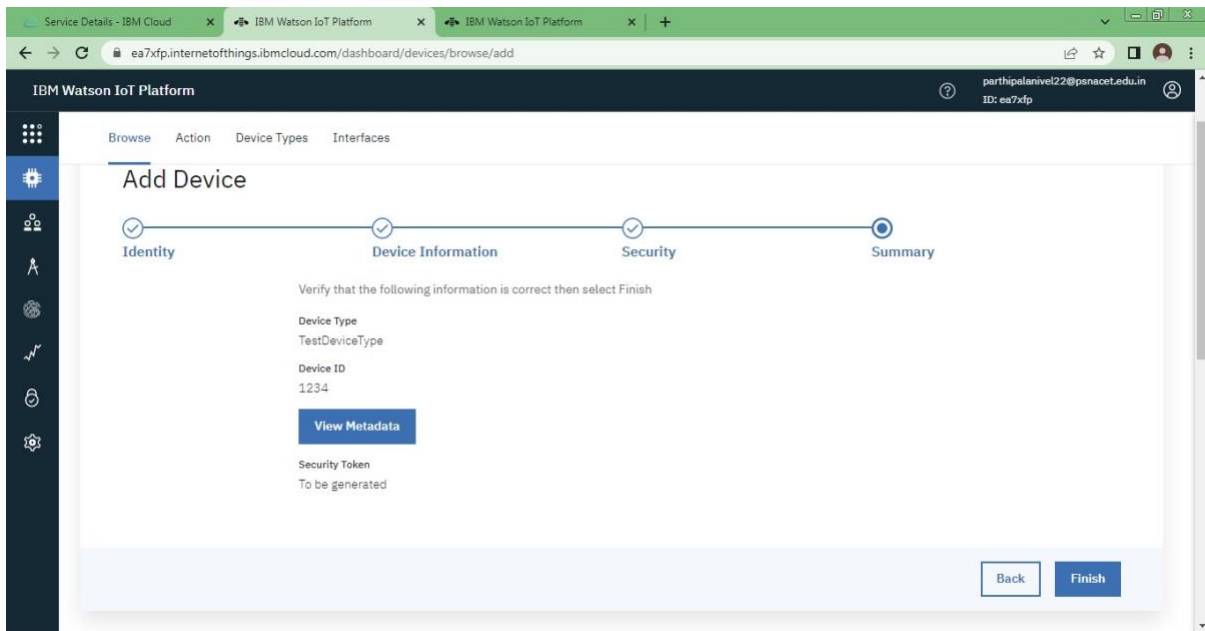 Service Details - IBM Cloud
IBM Watson IoT Platform
IBM Watson IoT Platform
ea7xfp.internetofthings.ibmcloud.com/dashboard/devices/browse/add
IBM Watson IoT Platform
parthipalanivel22@psnacet.edu.in
ID: ea7xfp
Browse Action Device Types Interfaces
Add Device
Identity Device Information Security Summary
Verify that the following information is correct then select Finish
Device Type
TestDeviceType
Device ID
1234
View Metadata
Security Token
To be generated
Back Finish